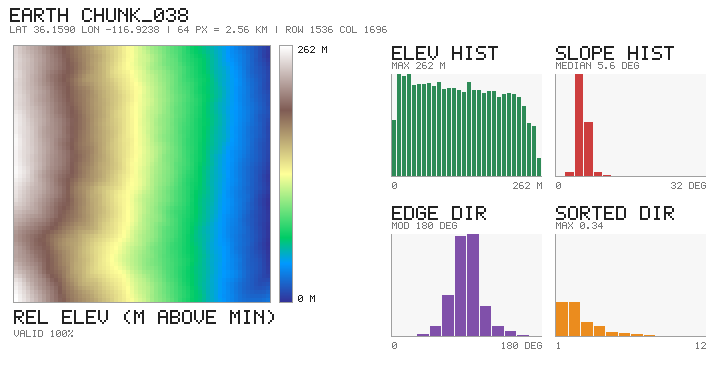 EARTH CHUNK_038
LAT 36.1590 LON -116.9238 | 64 PX = 2.56 KM | ROW 1536 COL 1696
262 M
0 M
REL ELEV (M ABOVE MIN)
VALID 100%
ELEV HIST
MAX 262 M
0 262 M
SLOPE HIST
MEDIAN 5.6 DEG
0 32 DEG
EDGE DIR
MOD 180 DEG
0 180 DEG
SORTED DIR
MAX 0.34
1 12